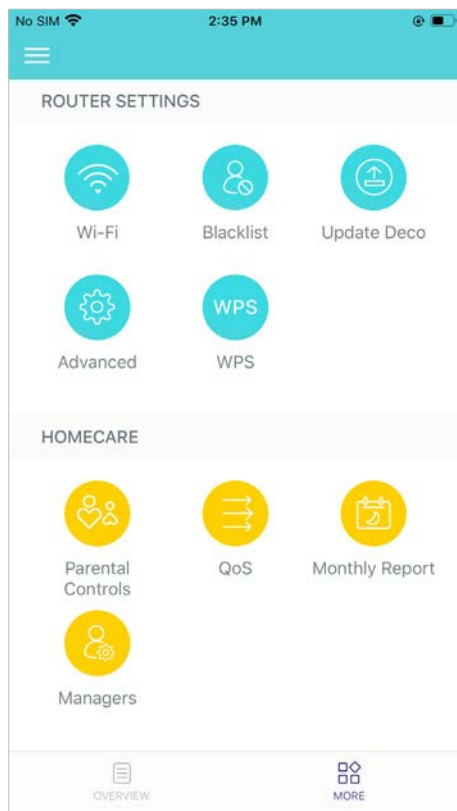 No SIM 2:35 PM
ROUTER SETTINGS
Wi-Fi Blacklist Update Deco
WPS
Advanced WPS
HOMECARE
Parental Controls QoS Monthly Report
Managers
OVERVIEW MORE